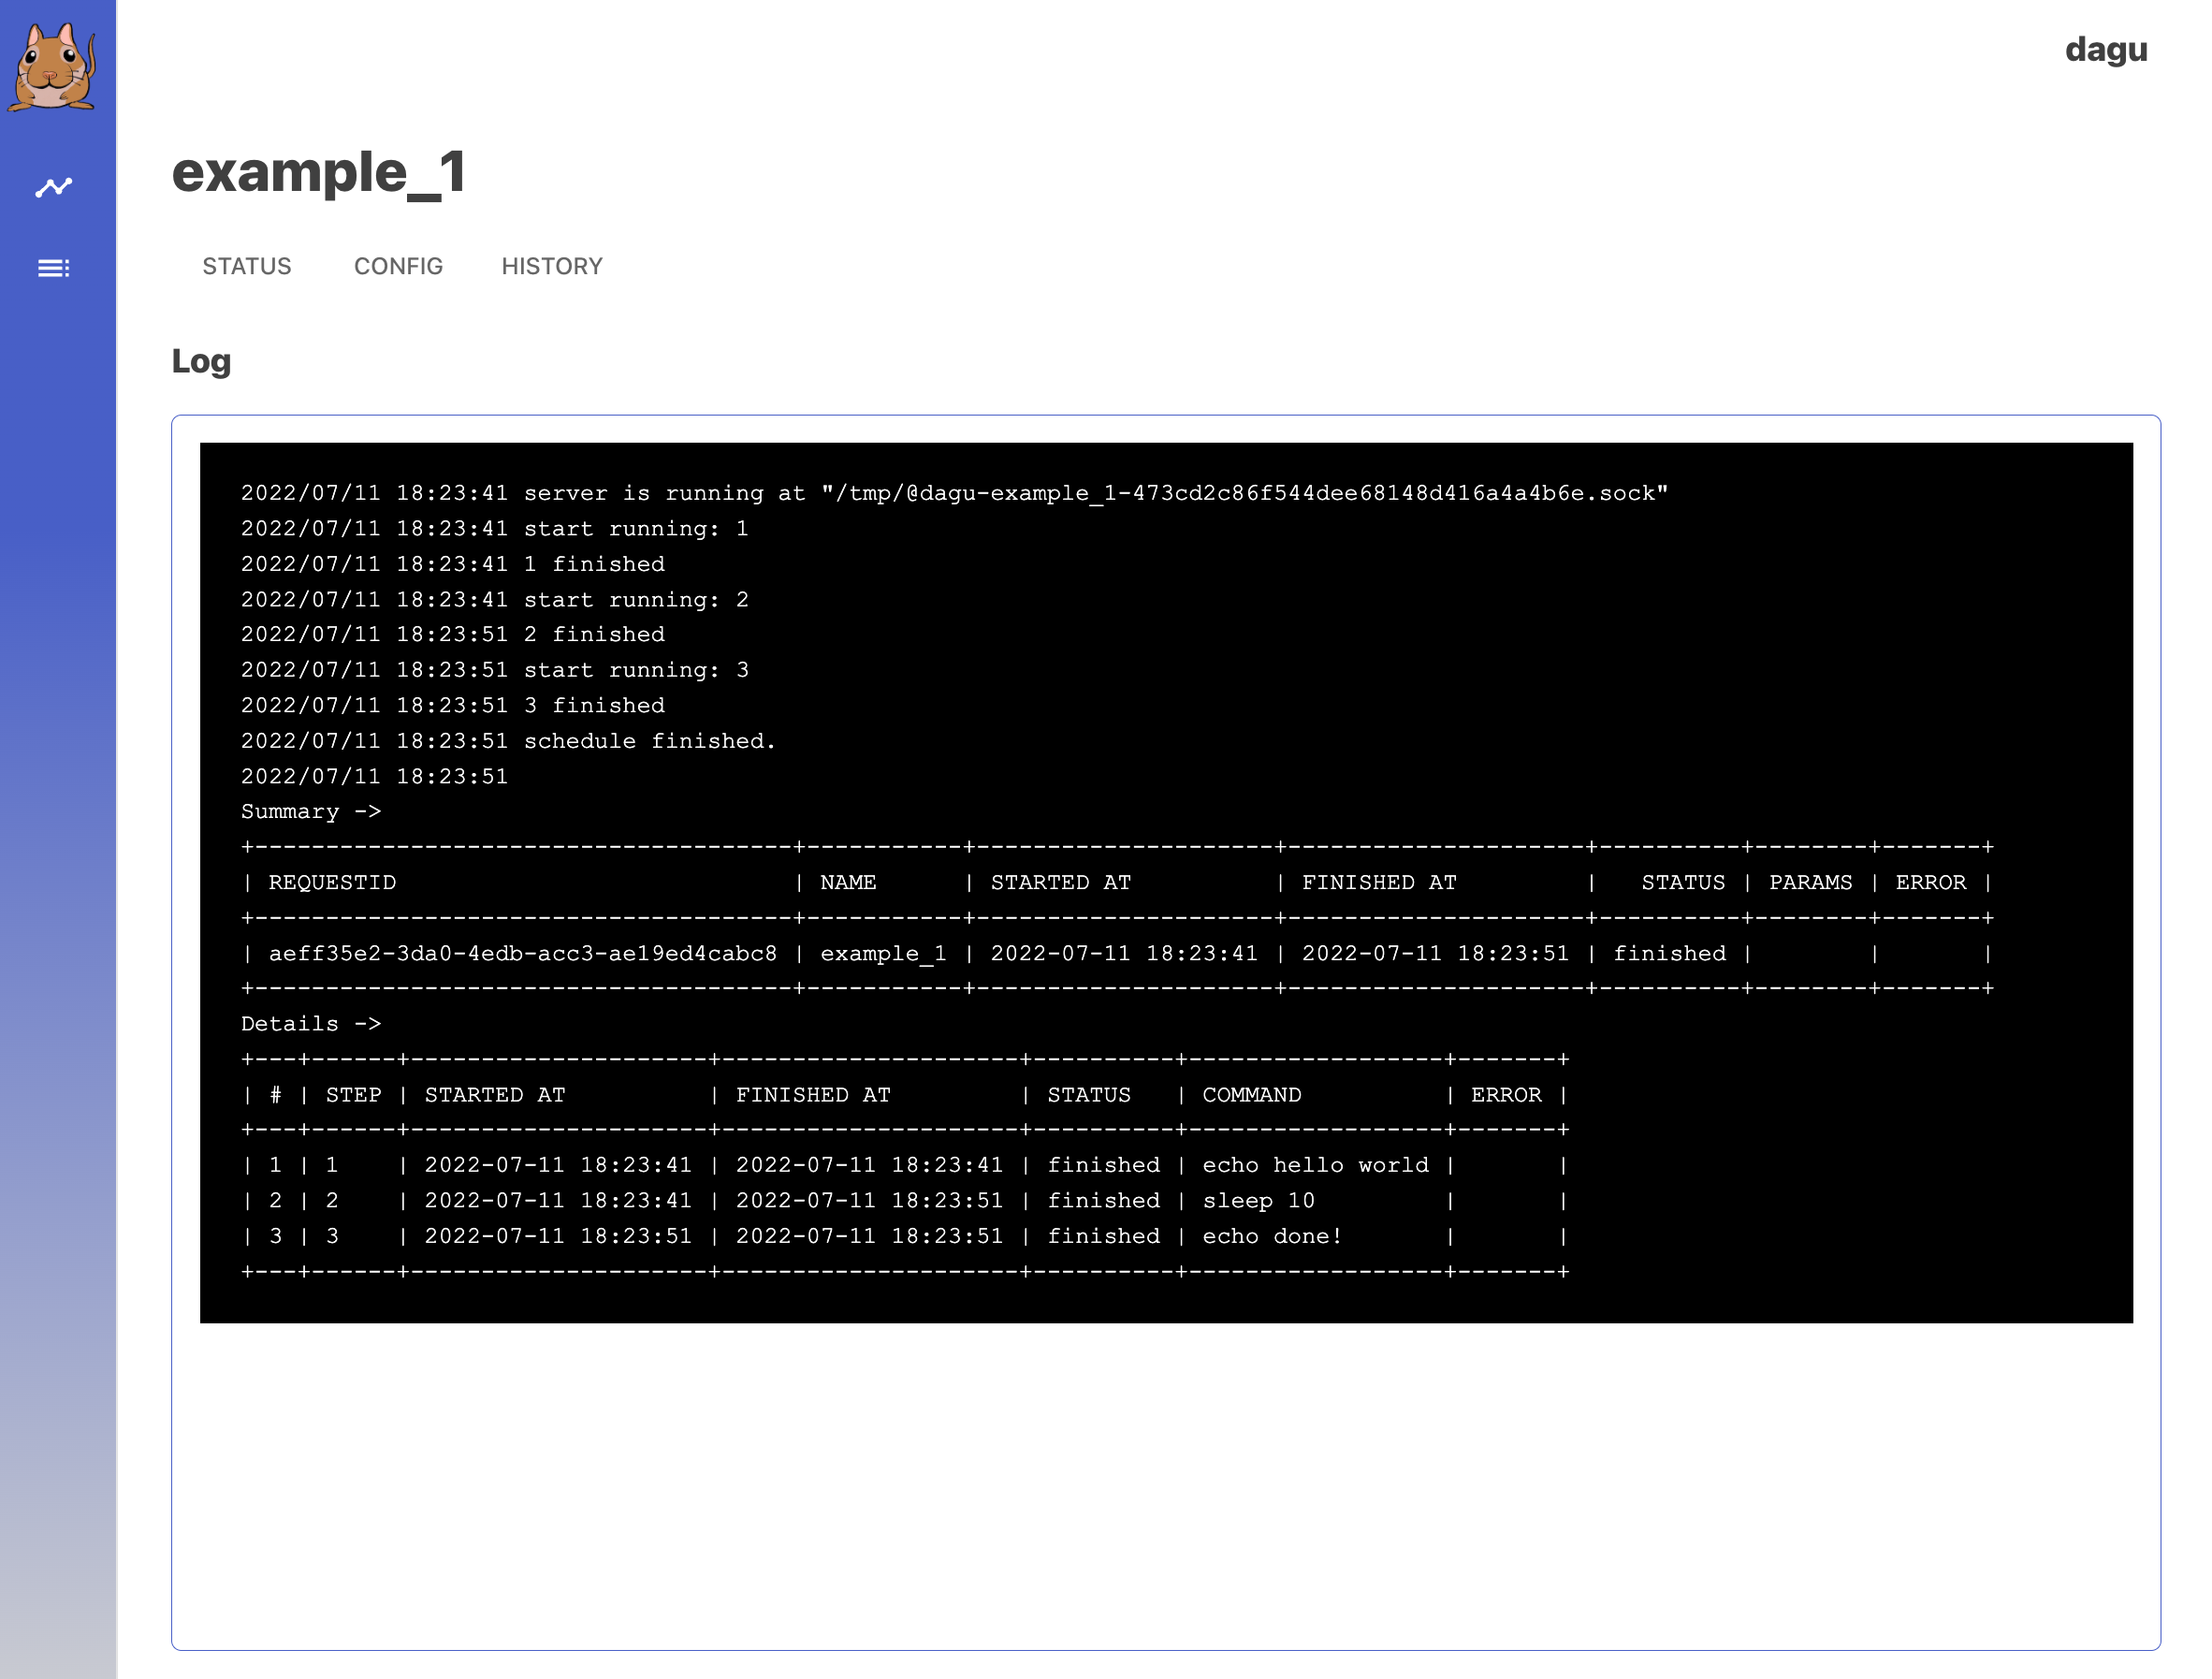 dagu
example_1
STATUS CONFIG HISTORY
Log
2022/07/11 18:23:41 server is running at "/tmp/@dagu-example_1-473cd2c86f544dee68148d416a4a4b6e.sock"
2022/07/11 18:23:41 start running: 1
2022/07/11 18:23:41 1 finished
2022/07/11 18:23:41 start running: 2
2022/07/11 18:23:51 2 finished
2022/07/11 18:23:51 start running: 3
2022/07/11 18:23:51 3 finished
2022/07/11 18:23:51 schedule finished.
2022/07/11 18:23:51
Summary ->
+--------------------------------------+-----------+---------------------+---------------------+----------+--------+-------+
| REQUESTID                            | NAME      | STARTED AT          | FINISHED AT         |   STATUS | PARAMS | ERROR |
+--------------------------------------+-----------+---------------------+---------------------+----------+--------+-------+
| aeff35e2-3da0-4edb-acc3-ae19ed4cabc8 | example_1 | 2022-07-11 18:23:41 | 2022-07-11 18:23:51 | finished |        |       |
+--------------------------------------+-----------+---------------------+---------------------+----------+--------+-------+
Details ->
+---+------+---------------------+---------------------+----------+------------------+-------+
| # | STEP | STARTED AT          | FINISHED AT         | STATUS   | COMMAND          | ERROR |
+---+------+---------------------+---------------------+----------+------------------+-------+
| 1 | 1    | 2022-07-11 18:23:41 | 2022-07-11 18:23:41 | finished | echo hello world |       |
| 2 | 2    | 2022-07-11 18:23:41 | 2022-07-11 18:23:51 | finished | sleep 10         |       |
| 3 | 3    | 2022-07-11 18:23:51 | 2022-07-11 18:23:51 | finished | echo done!       |       |
+---+------+---------------------+---------------------+----------+------------------+-------+